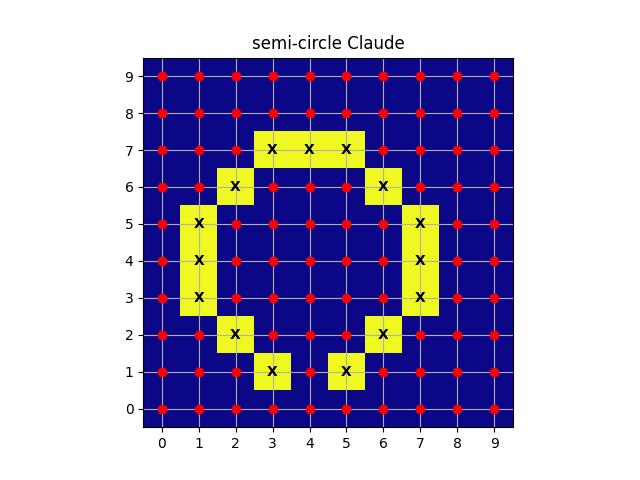 semi-circle Claude
9
8
7 X X X
6 X X
5 X X
4 X X
3 X X
2 X X
1 X X
0
0 1 2 3 4 5 6 7 8 9